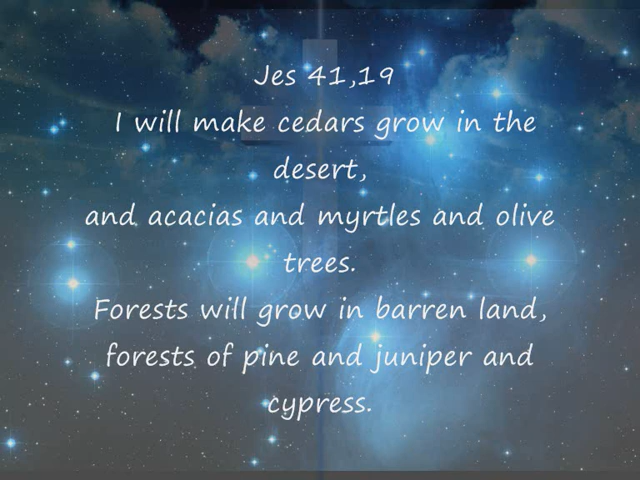 Jes 41,19
I will make cedars grow in the
desert,
and acacias and myrtles and olive
trees.
Forests will grow in barren land,
forests of pine and juniper and
cypress.